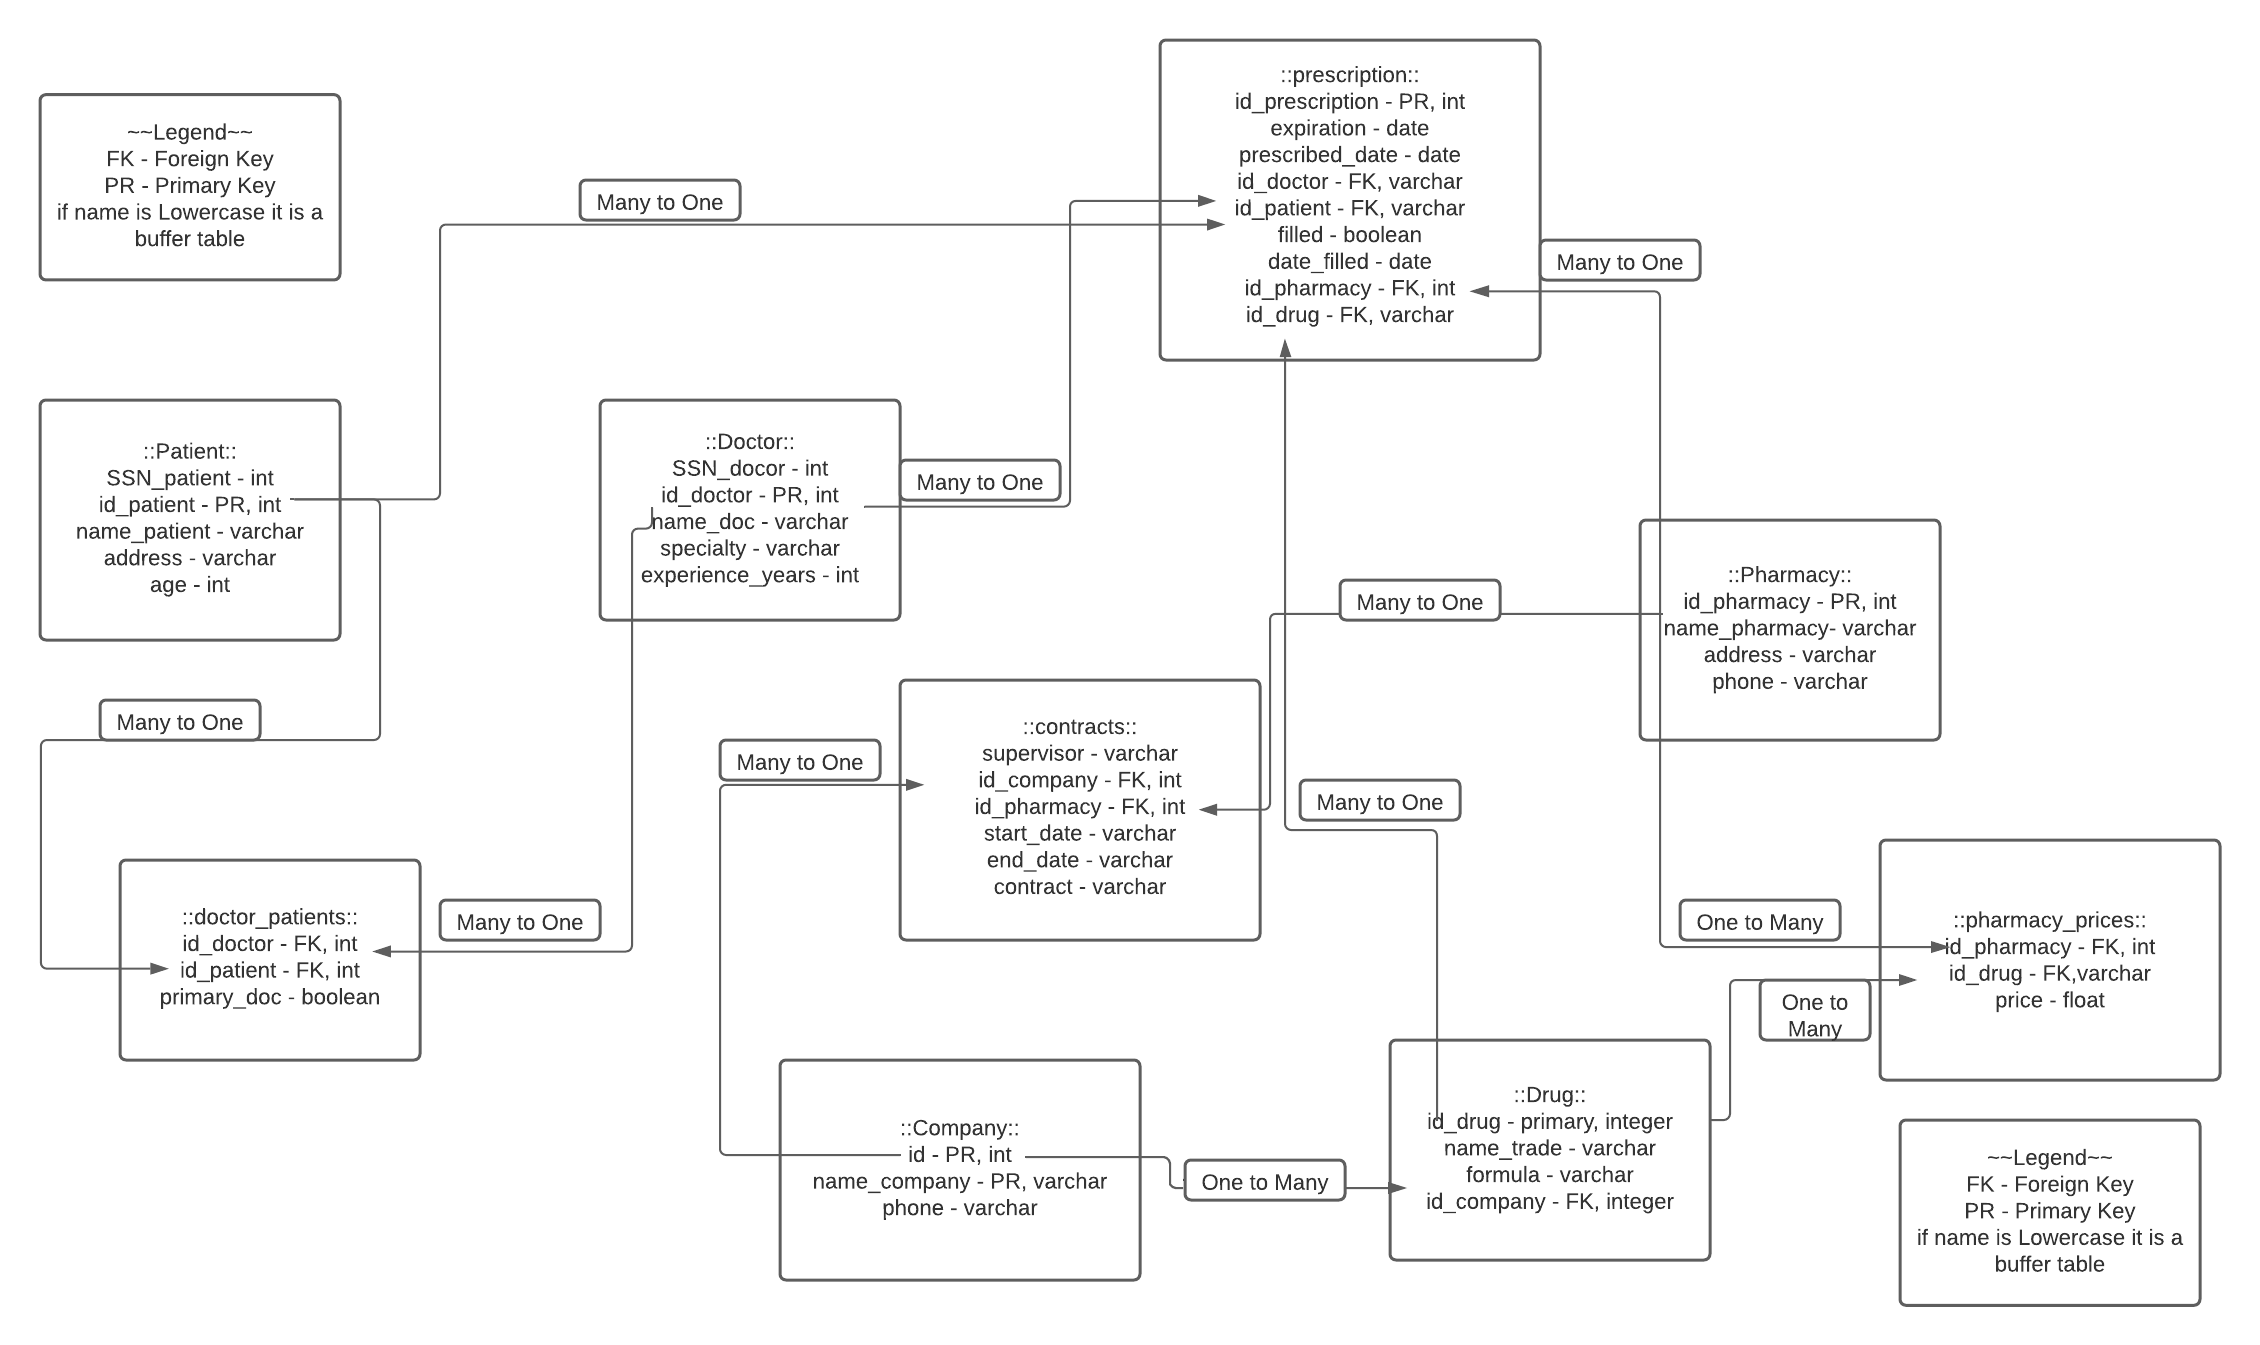 ::prescription::
id_prescription - PR, int
expiration - date
prescribed_date - date
id_doctor - FK, varchar
id_patient - FK, varchar
filled - boolean
date_filled - date
id_pharmacy - FK, int
id_drug - FK, varchar
~~Legend~~
FK - Foreign Key
PR - Primary Key
if name is Lowercase it is a
buffer table
Many to One
Many to One
::Patient::
SSN_patient - int
id_patient - PR, int
name_patient - varchar
address - varchar
age - int
::Doctor::
SSN_docor - int
id_doctor - PR, int
name_doc - varchar
specialty - varchar
experience_years - int
Many to One
::Pharmacy::
id_pharmacy - PR, int
name_pharmacy- varchar
address - varchar
phone - varchar
Many to One
Many to One
::contracts::
supervisor - varchar
id_company - FK, int
id_pharmacy - FK, int
start_date - varchar
end_date - varchar
contract - varchar
Many to One
Many to One
::doctor_patients::
id_doctor - FK, int
id_patient - FK, int
primary_doc - boolean
Many to One
One to Many
::pharmacy_prices::
id_pharmacy - FK, int
id_drug - FK,varchar
price - float
One to
Many
::Company::
id - PR, int
name_company - PR, varchar
phone - varchar
One to Many
::Drug::
id_drug - primary, integer
name_trade - varchar
formula - varchar
id_company - FK, integer
~~Legend~~
FK - Foreign Key
PR - Primary Key
if name is Lowercase it is a
buffer table